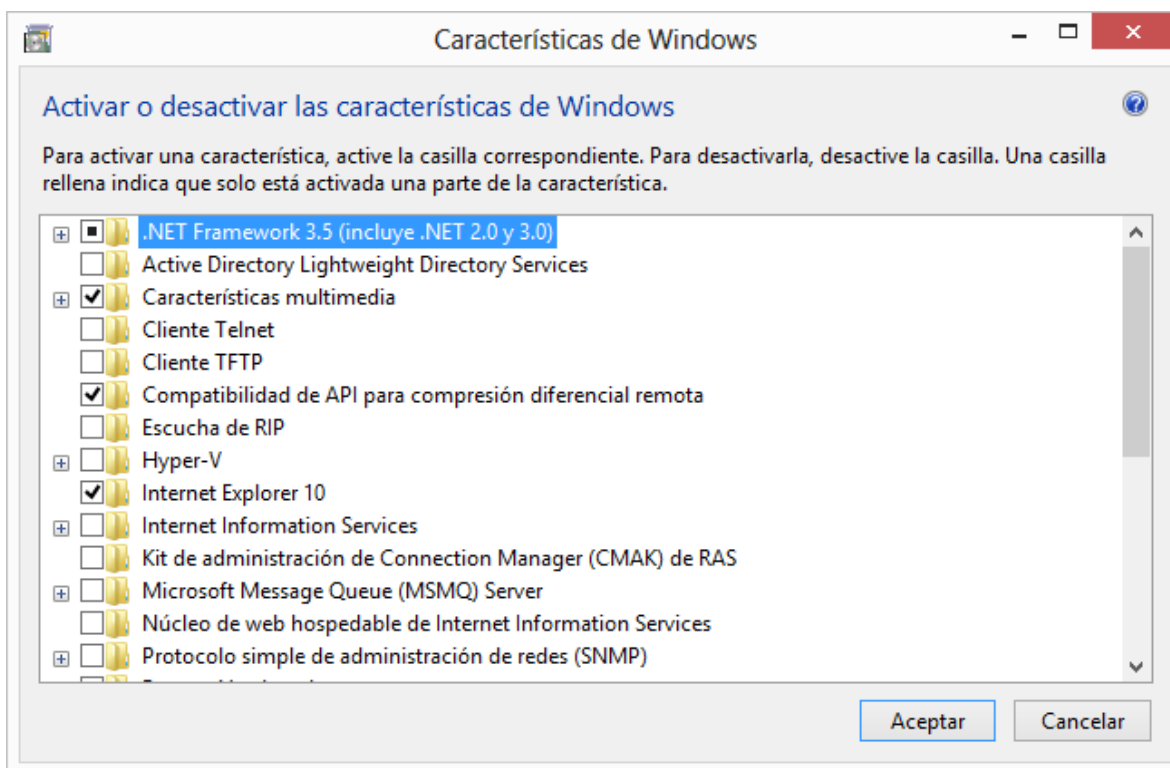 Características de Windows
Activar o desactivar las características de Windows
Para activar una característica, active la casilla correspondiente. Para desactivarla, desactive la casilla. Una casilla
rellena indica que solo está activada una parte de la característica.
.NET Framework 3.5 (incluye .NET 2.0 y 3.0)
Active Directory Lightweight Directory Services
Características multimedia
Cliente Telnet
Cliente TFTP
Compatibilidad de API para compresión diferencial remota
Escucha de RIP
Hyper-V
Internet Explorer 10
Internet Information Services
Kit de administración de Connection Manager (CMAK) de RAS
Microsoft Message Queue (MSMQ) Server
Núcleo de web hospedable de Internet Information Services
Protocolo simple de administración de redes (SNMP)
Aceptar
Cancelar